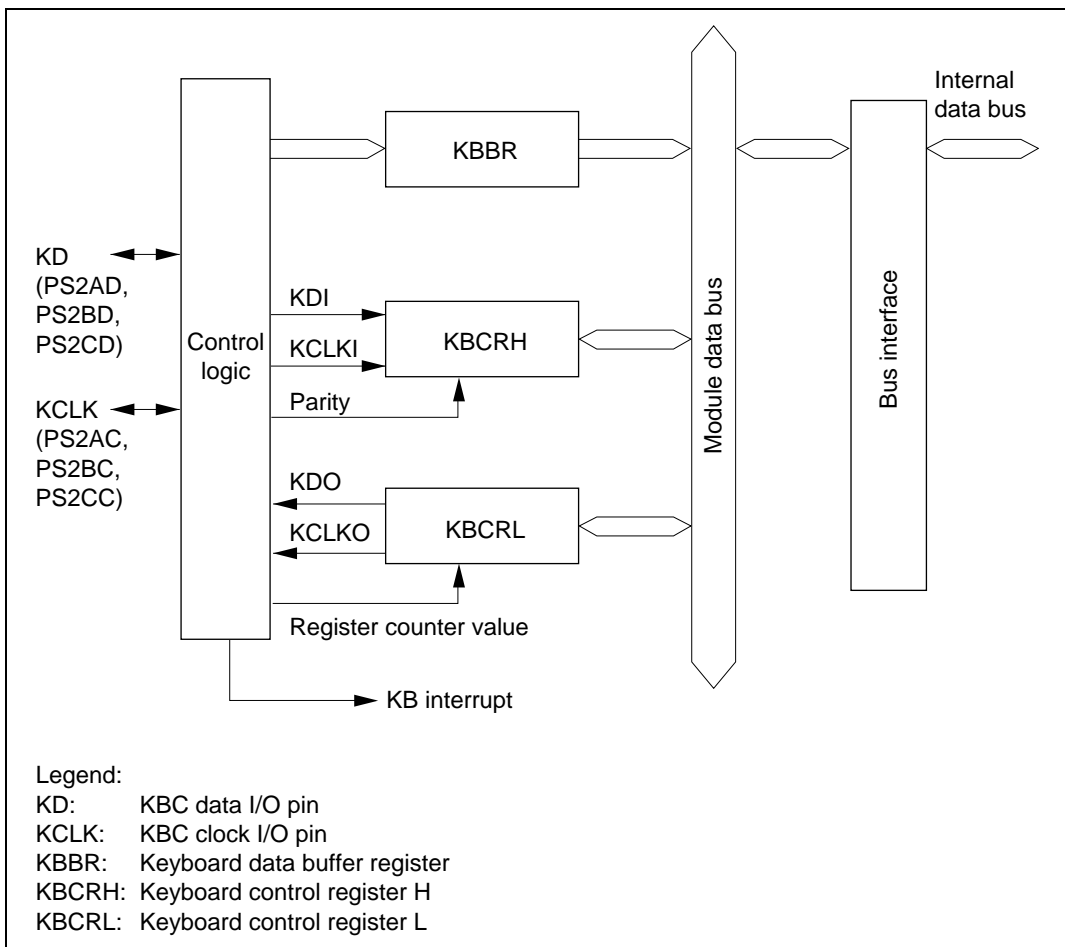 Internal
data bus
KBBR
KD
(PS2AD,
PS2BD,
PS2CD)
Control
logic
KDI
KCLKI
Parity
KBCRH
Module data bus
Bus interface
KCLK
(PS2AC,
PS2BC,
PS2CC)
KDO
KCLKO
KBCRL
Register counter value
KB interrupt
Legend:
KD: KBC data I/O pin
KCLK: KBC clock I/O pin
KBBR: Keyboard data buffer register
KBCRH: Keyboard control register H
KBCRL: Keyboard control register L